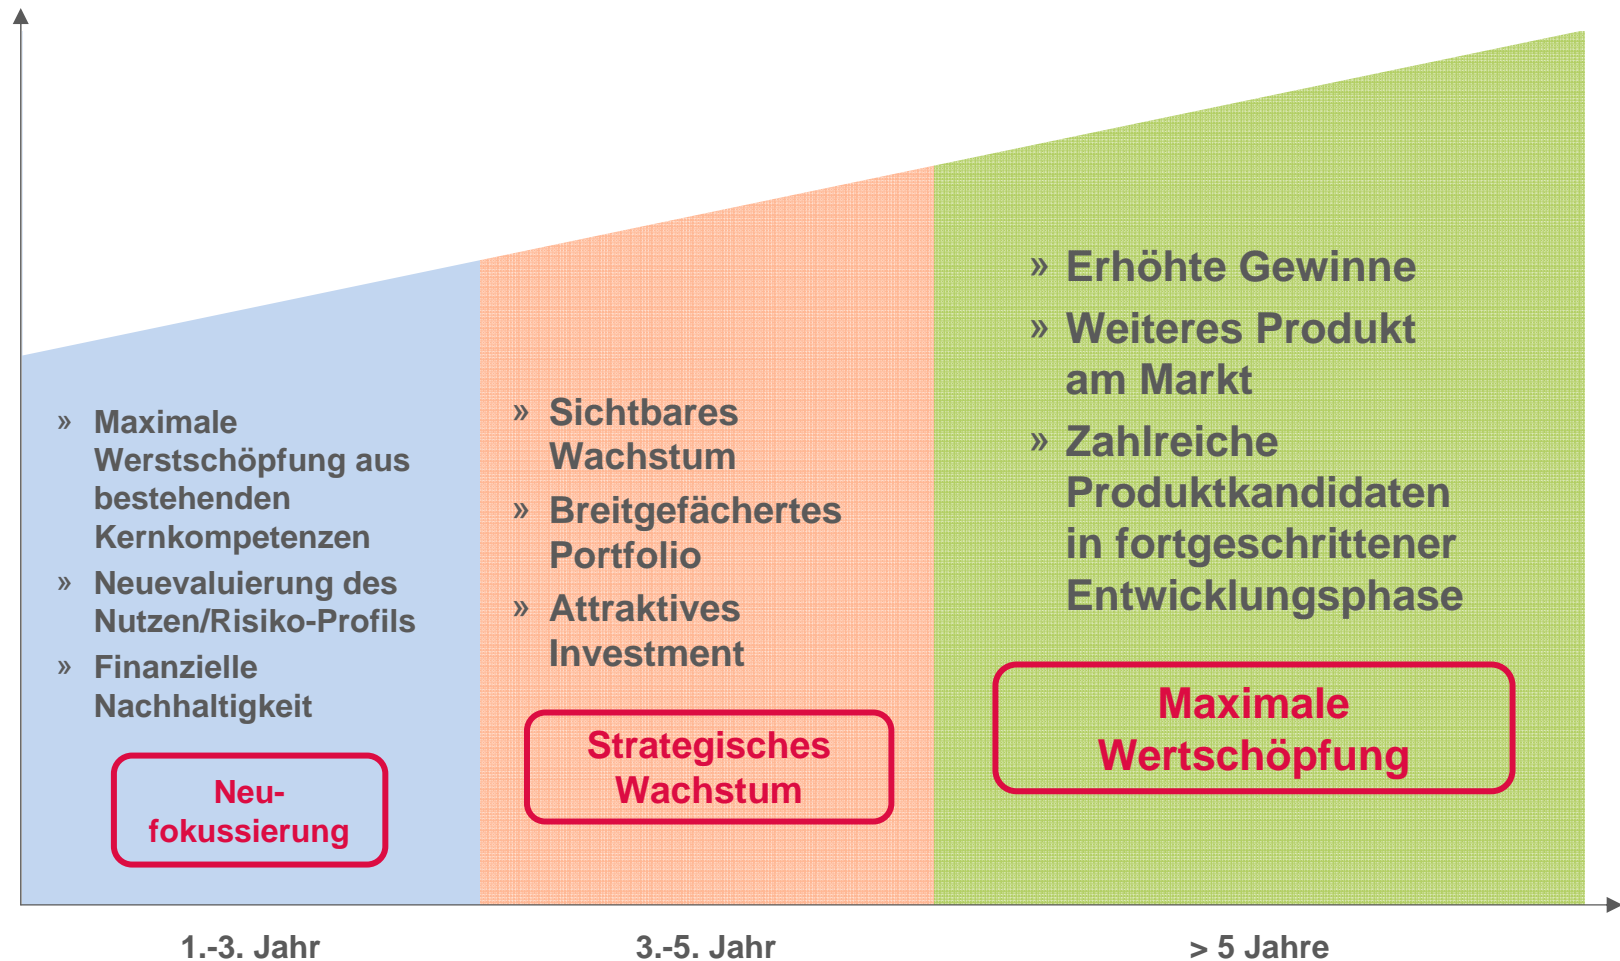 » Maximale
Werstschöpfung aus
bestehenden
Kernkompetenzen
» Neuevaluierung des
Nutzen/Risiko-Profils
» Finanzielle
Nachhaltigkeit
Neu-
fokussierung
1.-3. Jahr
» Sichtbares
Wachstum
» Breitgefächertes
Portfolio
» Attraktives
Investment
Strategisches
Wachstum
3.-5. Jahr
» Erhöhte Gewinne
» Weiteres Produkt
am Markt
» Zahlreiche
Produktkandidaten
in fortgeschrittener
Entwicklungsphase
Maximale
Wertschöpfung
> 5 Jahre